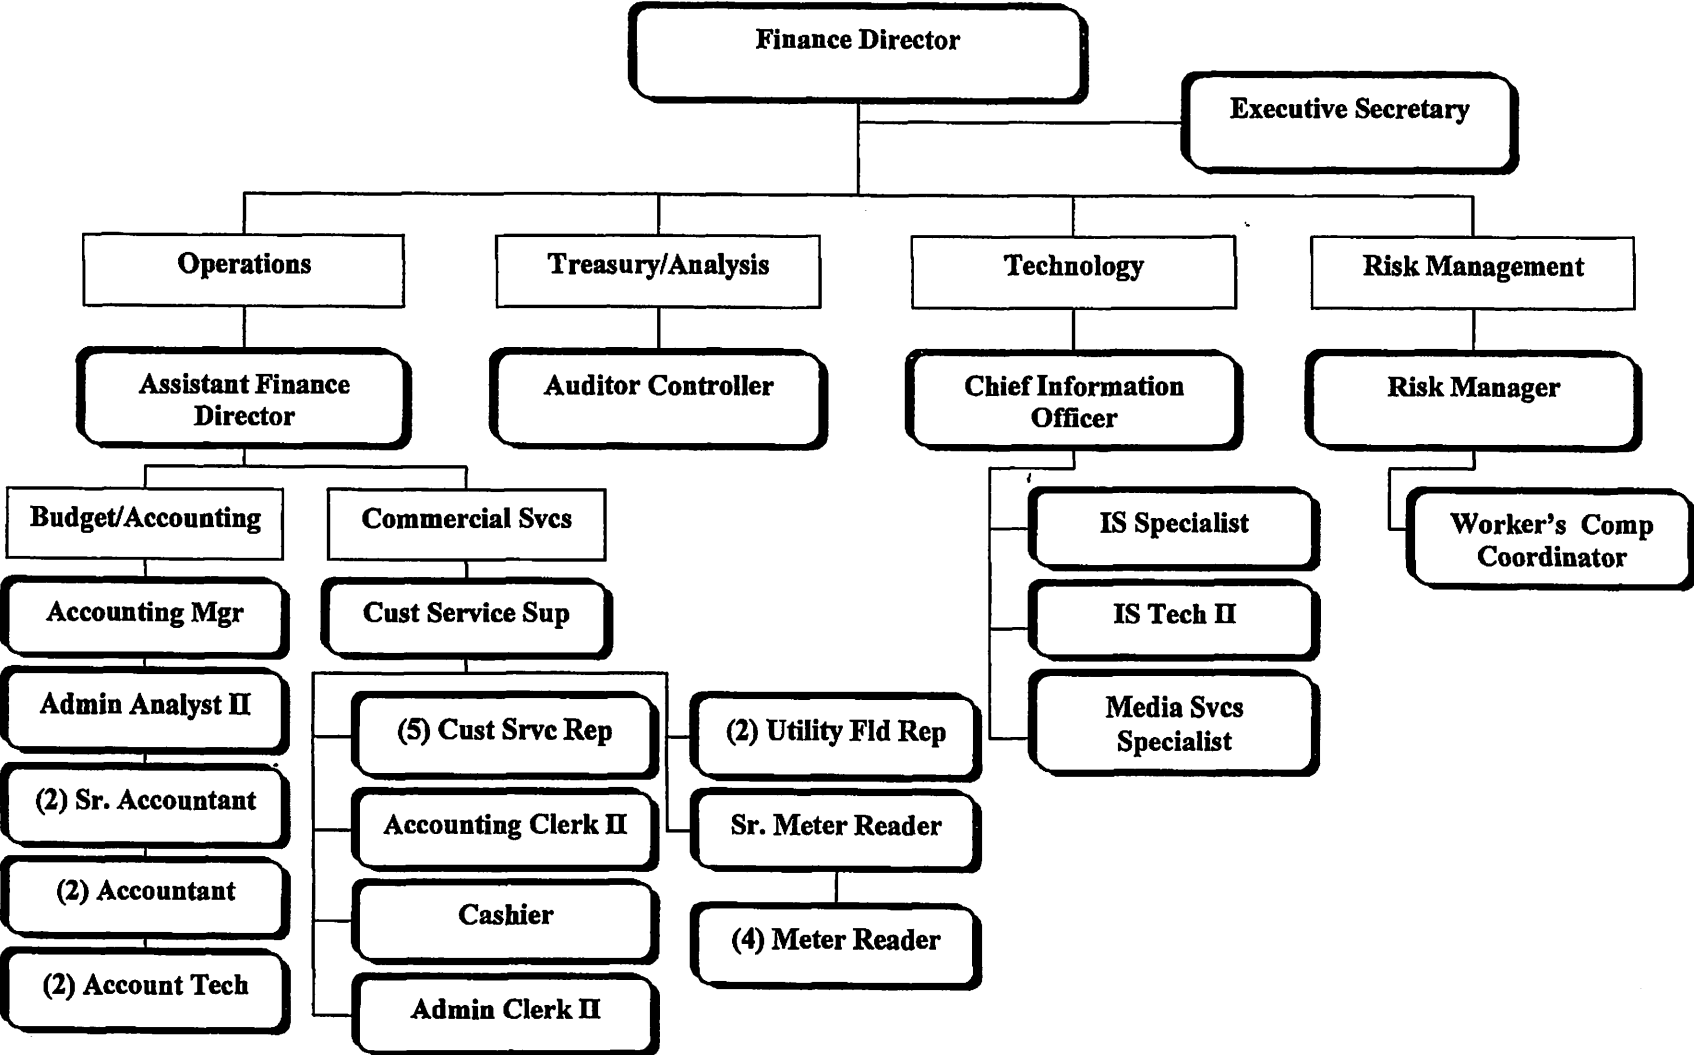 Finance Director
Executive Secretary
Operations
Treasury/Analysis
Technology
Risk Management
Assistant Finance
Director
Auditor Controller
Chief Information
Officer
Risk Manager
Budget/Accounting
Commercial Svcs
IS Specialist
Worker's Comp
Coordinator
Accounting Mgr
Cust Service Sup
IS Tech II
Admin Analyst II
(5) Cust Srvc Rep
(2) Utility Fld Rep
Media Svcs
Specialist
(2) Sr. Accountant
Accounting Clerk II
Sr. Meter Reader
(2) Accountant
Cashier
(4) Meter Reader
(2) Account Tech
Admin Clerk II